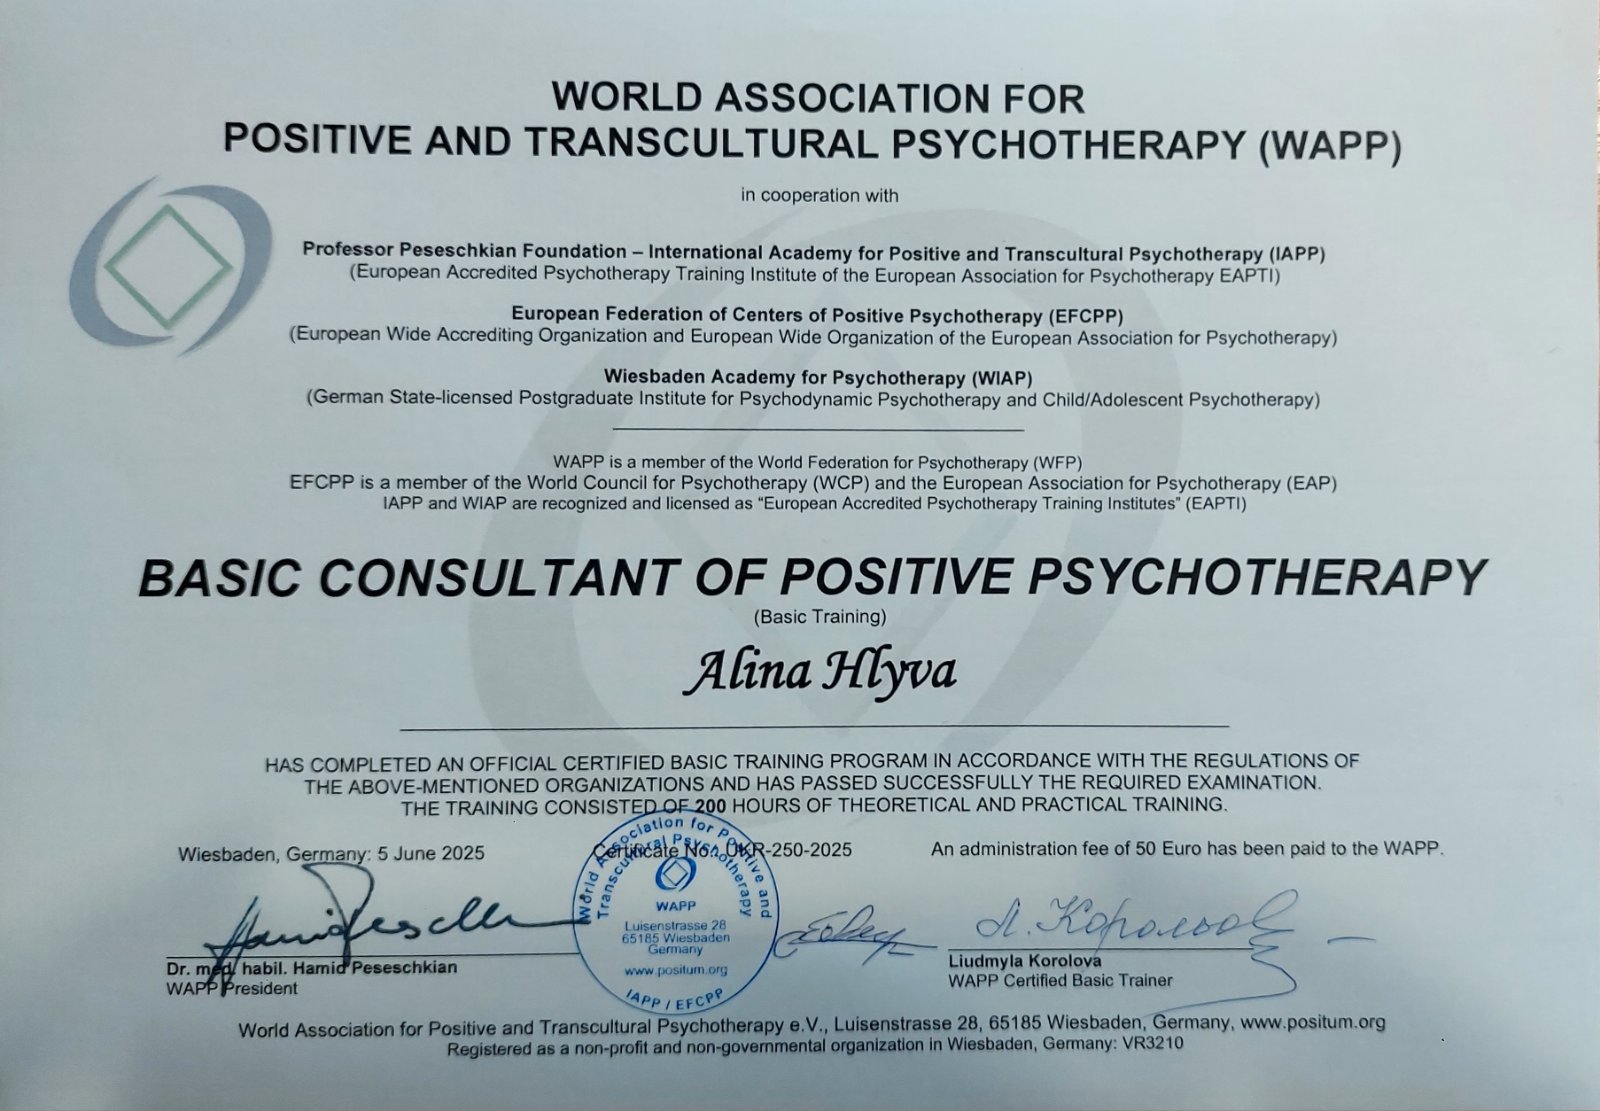 WORLD ASSOCIATION FOR
POSITIVE AND TRANSCULTURAL PSYCHOTHERAPY (WAPP)
in cooperation with
Professor Peseschkian Foundation – International Academy for Positive and Transcultural Psychotherapy (IAPP)
(European Accredited Psychotherapy Training Institute of the European Association for Psychotherapy EAPTI)
European Federation of Centers of Positive Psychotherapy (EFCPP)
(European Wide Accrediting Organization and European Wide Organization of the European Association for Psychotherapy)
Wiesbaden Academy for Psychotherapy (WIAP)
(German State-licensed Postgraduate Institute for Psychodynamic Psychotherapy and Child/Adolescent Psychotherapy)
WAPP is a member of the World Federation for Psychotherapy (WFP)
EFCPP is a member of the World Council for Psychotherapy (WCP) and the European Association for Psychotherapy (EAP)
IAPP and WIAP are recognized and licensed as “European Accredited Psychotherapy Training Institutes” (EAPTI)
BASIC CONSULTANT OF POSITIVE PSYCHOTHERAPY
(Basic Training)
Alina Hlyva
HAS COMPLETED AN OFFICIAL CERTIFIED BASIC TRAINING PROGRAM IN ACCORDANCE WITH THE REGULATIONS OF
THE ABOVE-MENTIONED ORGANIZATIONS AND HAS PASSED SUCCESSFULLY THE REQUIRED EXAMINATION.
THE TRAINING CONSISTED OF 200 HOURS OF THEORETICAL AND PRACTICAL TRAINING.
Wiesbaden, Germany: 5 June 2025
Certificate No.: UKR-250-2025
An administration fee of 50 Euro has been paid to the WAPP.
World Association for Positive and
Transcultural Psychotherapy
WAPP
Luisenstrasse 28
65185 Wiesbaden
Germany
www.positum.org
IAPP / EFCPP
Л. Корольова
Dr. med. habil. Hamid Peseschkian
WAPP President
Liudmyla Korolova
WAPP Certified Basic Trainer
World Association for Positive and Transcultural Psychotherapy e.V., Luisenstrasse 28, 65185 Wiesbaden, Germany, www.positum.org
Registered as a non-profit and non-governmental organization in Wiesbaden, Germany: VR3210